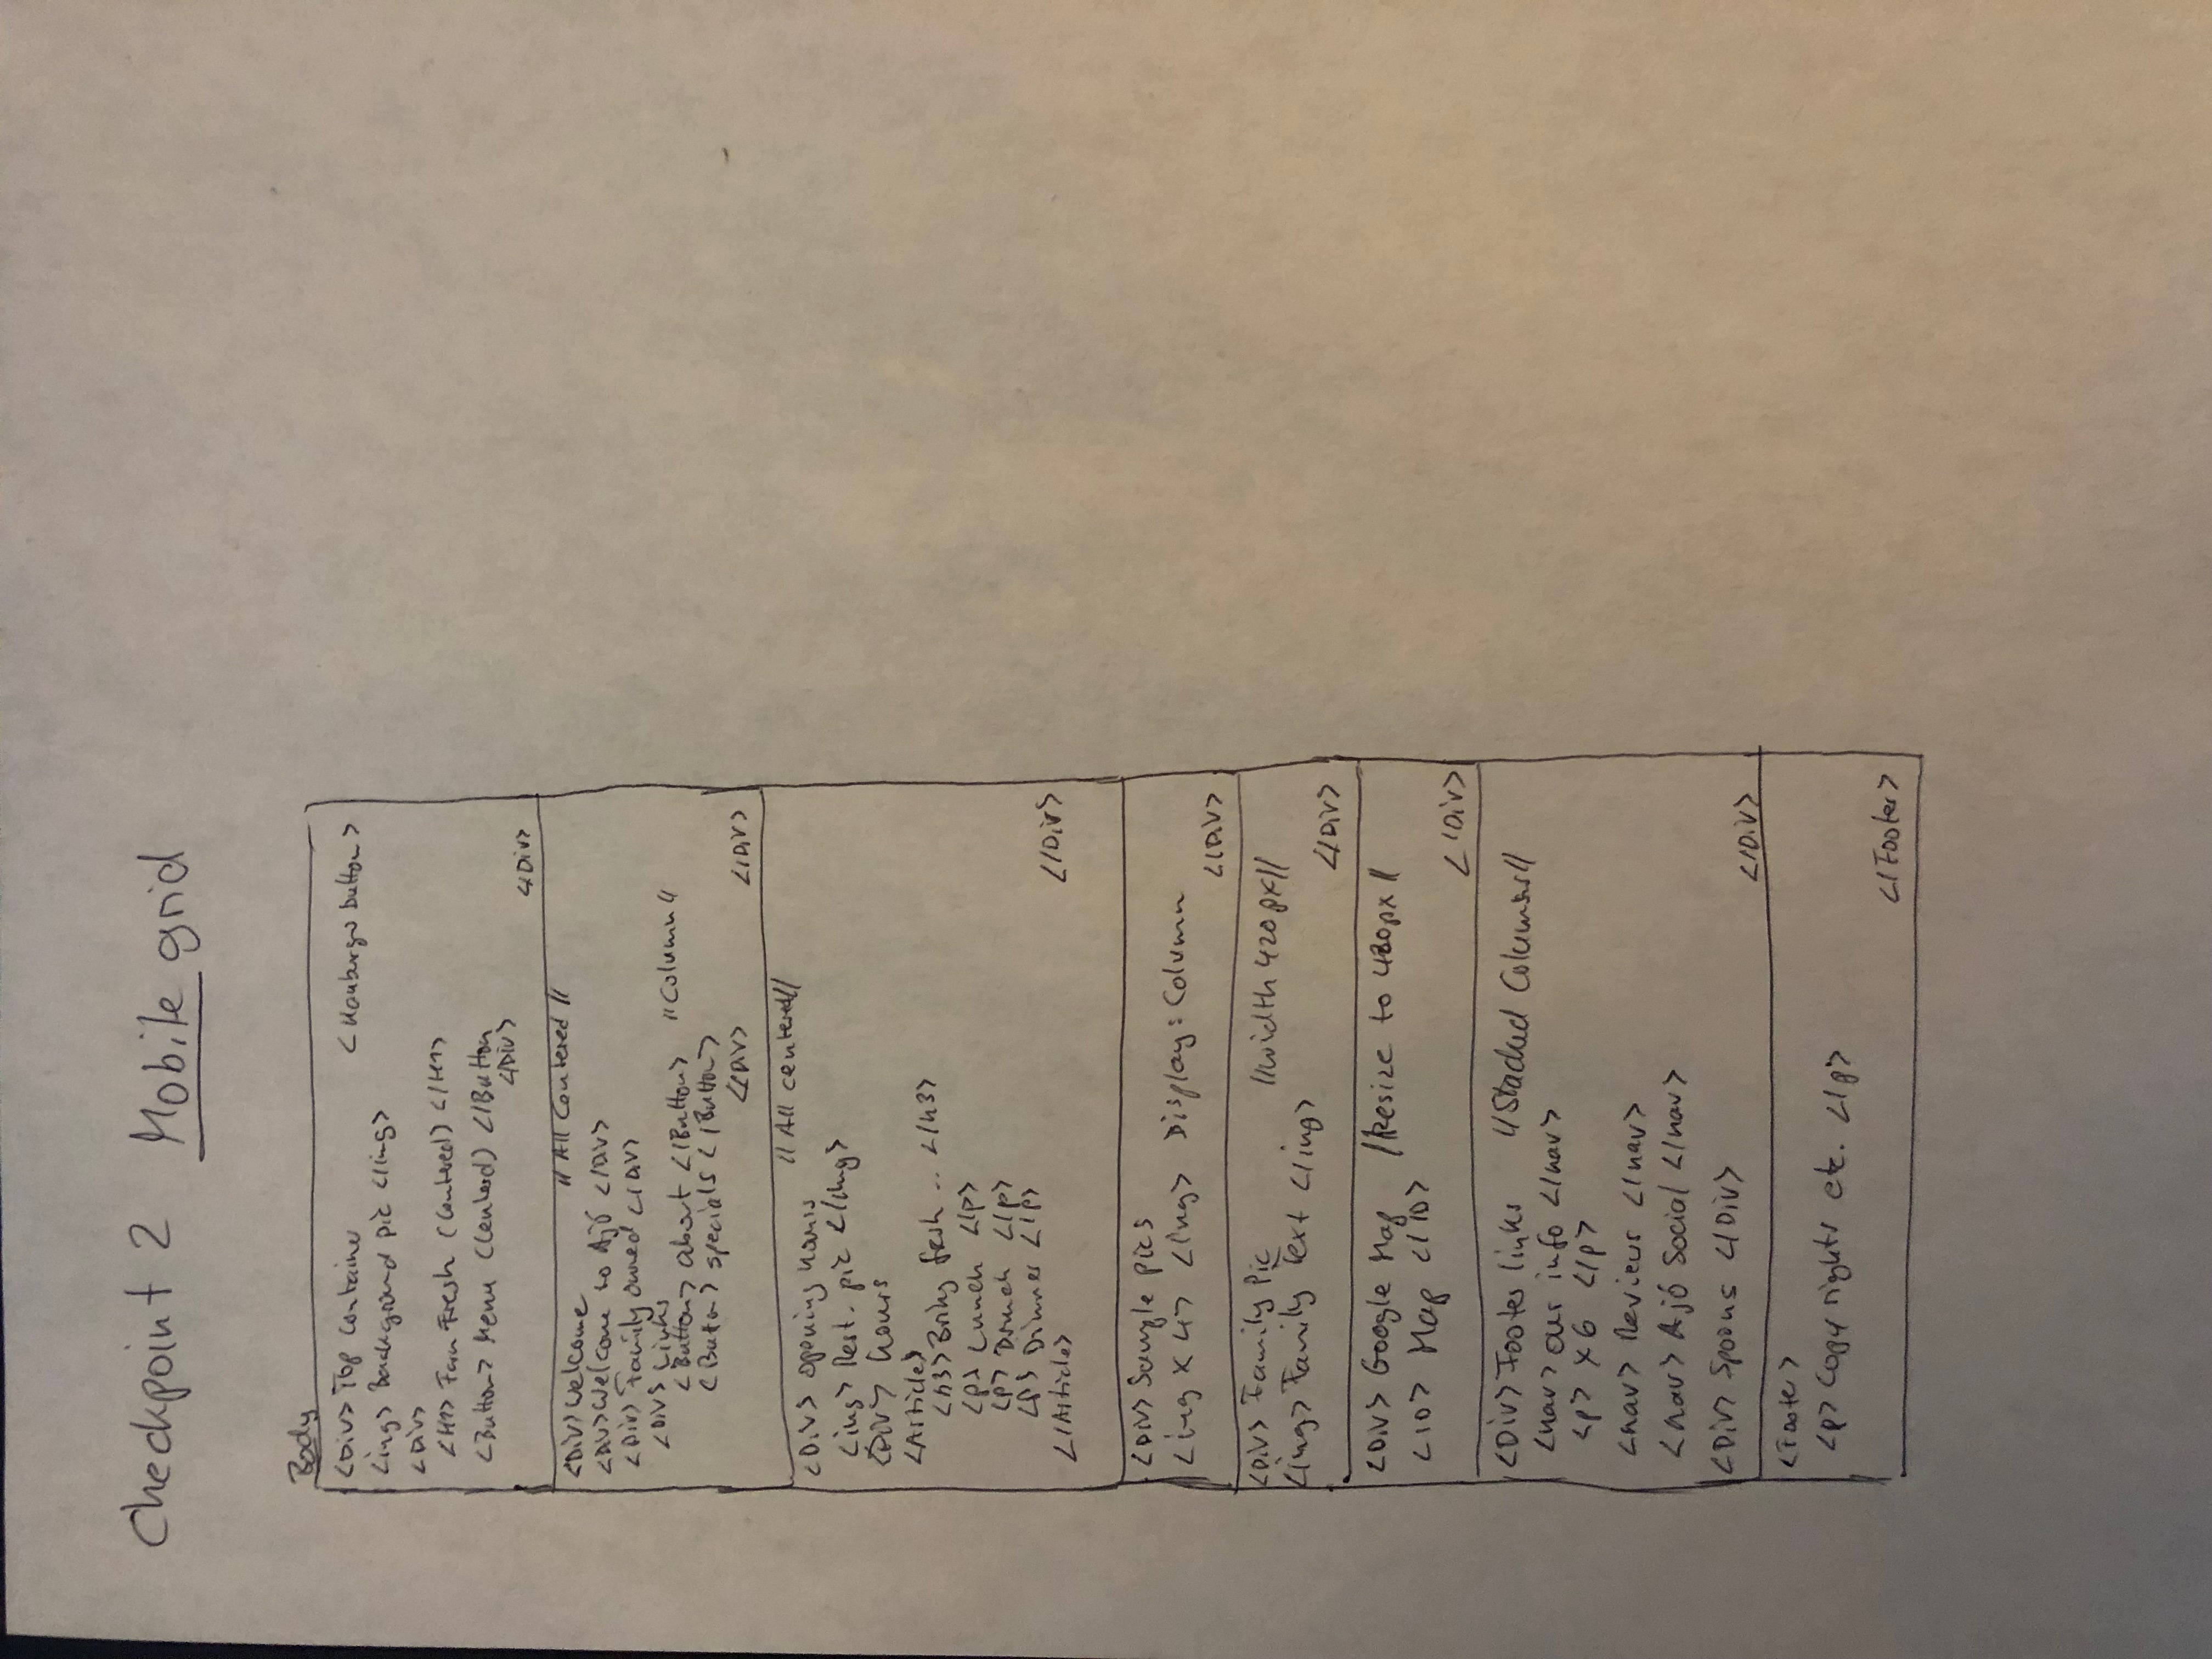 Checkpoint 2 Mobile grid
Body
<Div> Top Container <Hamburger button>
<img> Background pic </img>
<Div>
<H1> Farm Fresh (Centered) </H1>
<Button> Menu (Centerd) </Button
</Div>
</Div>
<Div> Welcome // All Centered //
<Div> Welcome to Ajó </Div>
<Div> Family owned </Div>
<Div> Links
<Button> about </Button> // Column //
<Button> specials </Button>
</Div> </Div>
<Div> opening hours // All centered //
<img> Rest. pic </img>
<Div> hours
<Article>
<h3> Bring fresh .. </h3>
<p> Lunch </p>
<p> Brunch </p>
<p> Dinner </p>
</Article> </Div>
<Div> Sample pics
<img x 4> <img> Display: Column
</Div>
<Div> Family Pic // width 420px //
<img> Family Text </img>
</Div>
<Div> Google Map // Resize to 480px //
<ID> Map </ID>
</Div>
<Div> Footer links // Stacked Columns //
<nav> our info </nav>
<p> x 6 </p>
<nav> Reviews </nav>
<nav> Ajó Social </nav>
<Div> Spoons </Div>
</Div>
<Footer>
<p> Copy rights etc. </p>
</Footer>